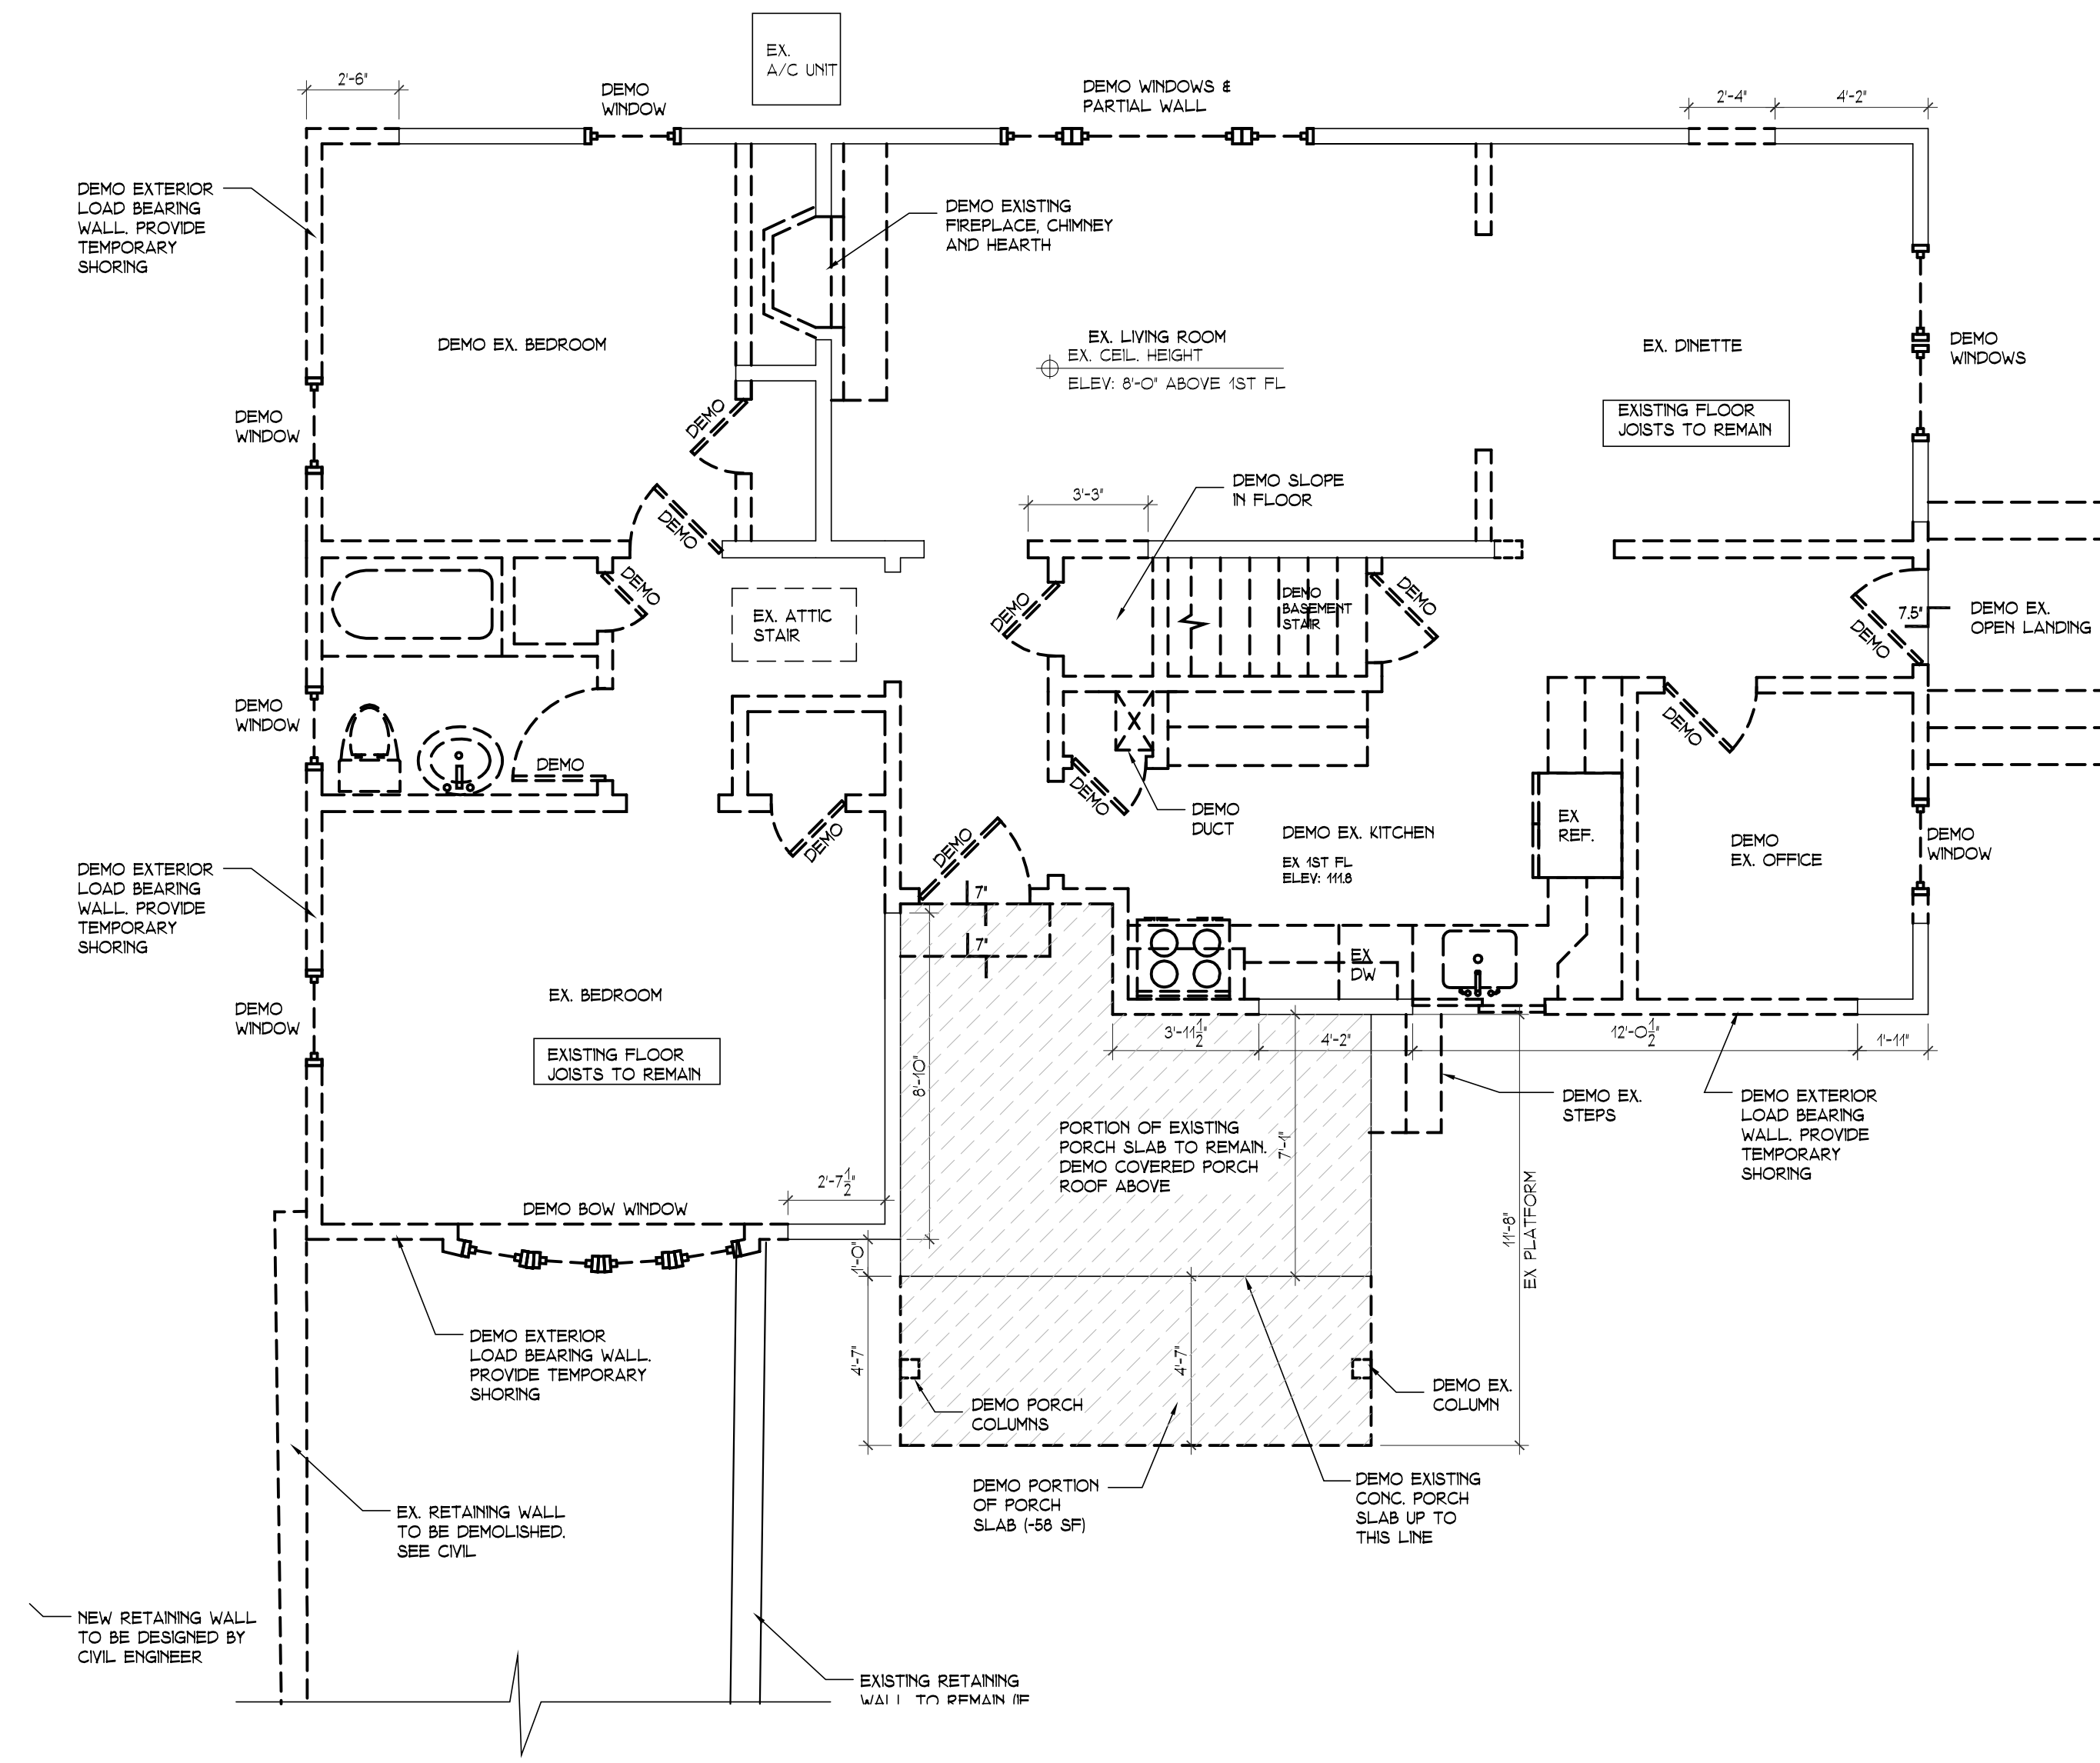 EX.
A/C UNIT
2'-6"
DEMO
WINDOW
DEMO WINDOWS &
PARTIAL WALL
2'-4"
4'-2"
DEMO EXTERIOR
LOAD BEARING
WALL. PROVIDE
TEMPORARY
SHORING
DEMO EXISTING
FIREPLACE, CHIMNEY
AND HEARTH
DEMO EX. BEDROOM
EX. LIVING ROOM
EX. CEIL. HEIGHT
ELEV: 8'-0" ABOVE 1ST FL
EX. DINETTE
DEMO
WINDOWS
EXISTING FLOOR
JOISTS TO REMAIN
DEMO
WINDOW
DEMO
DEMO
3'-3"
DEMO SLOPE
IN FLOOR
DEMO
EX. ATTIC
STAIR
DEMO
DEMO
BASEMENT
STAIR
DEMO
7.5"
DEMO
DEMO EX.
OPEN LANDING
DEMO
WINDOW
DEMO
DEMO
DEMO
DEMO
DUCT
DEMO
DEMO
DEMO EX. KITCHEN
EX 1ST FL
ELEV: 111.8
EX
REF.
DEMO
EX. OFFICE
DEMO
WINDOW
DEMO EXTERIOR
LOAD BEARING
WALL. PROVIDE
TEMPORARY
SHORING
7"
7"
EX
DW
EX. BEDROOM
DEMO
WINDOW
EXISTING FLOOR
JOISTS TO REMAIN
3'-11 1/2"
4'-2"
12'-0 1/2"
1'-11"
8'-10"
DEMO EX.
STEPS
DEMO EXTERIOR
LOAD BEARING
WALL. PROVIDE
TEMPORARY
SHORING
PORTION OF EXISTING
PORCH SLAB TO REMAIN.
DEMO COVERED PORCH
ROOF ABOVE
7'-1"
2'-7 1/2"
DEMO BOW WINDOW
11'-8"
EX PLATFORM
1'-0"
DEMO EXTERIOR
LOAD BEARING WALL.
PROVIDE TEMPORARY
SHORING
4'-7"
4'-7"
DEMO PORCH
COLUMNS
DEMO EX.
COLUMN
DEMO PORTION
OF PORCH
SLAB (-58 SF)
DEMO EXISTING
CONC. PORCH
SLAB UP TO
THIS LINE
EX. RETAINING WALL
TO BE DEMOLISHED.
SEE CIVIL
NEW RETAINING WALL
TO BE DESIGNED BY
CIVIL ENGINEER
EXISTING RETAINING
WALL TO REMAIN (IF